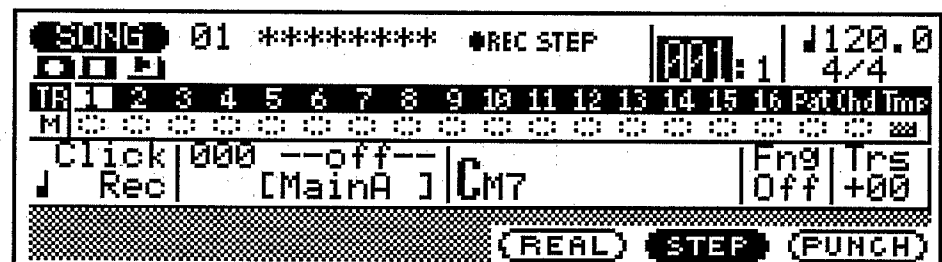 SONG 01 ******** ●REC STEP 001:1 ♩120.0
4/4
TR 1 2 3 4 5 6 7 8 9 10 11 12 13 14 15 16 Pat Chd Tmp
M
Click 000 --off-- CM7 Fng Trs
♩ Rec [MainA ] Off +00
REAL STEP PUNCH